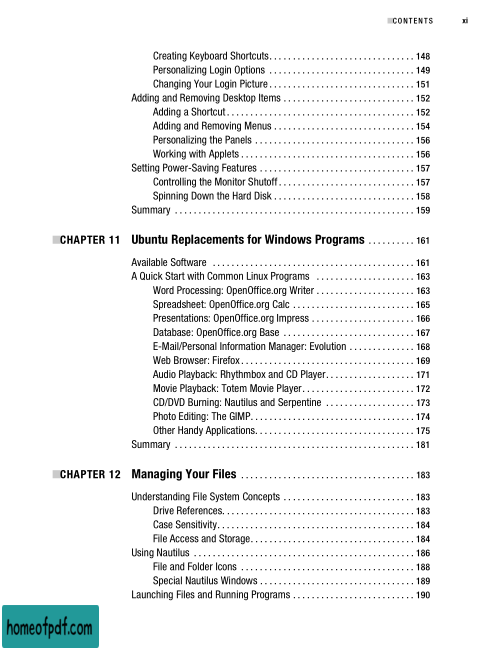 ■CONTENTS xi
Creating Keyboard Shortcuts. . . . . . . . . . . . . . . . . . . . . . . . . . . . . . 148
Personalizing Login Options . . . . . . . . . . . . . . . . . . . . . . . . . . . . . . 149
Changing Your Login Picture. . . . . . . . . . . . . . . . . . . . . . . . . . . . . . 151
Adding and Removing Desktop Items . . . . . . . . . . . . . . . . . . . . . . . . . . . 152
Adding a Shortcut. . . . . . . . . . . . . . . . . . . . . . . . . . . . . . . . . . . . . . . 152
Adding and Removing Menus . . . . . . . . . . . . . . . . . . . . . . . . . . . . . 154
Personalizing the Panels . . . . . . . . . . . . . . . . . . . . . . . . . . . . . . . . . 156
Working with Applets . . . . . . . . . . . . . . . . . . . . . . . . . . . . . . . . . . . . 156
Setting Power-Saving Features . . . . . . . . . . . . . . . . . . . . . . . . . . . . . . . . 157
Controlling the Monitor Shutoff . . . . . . . . . . . . . . . . . . . . . . . . . . . . 157
Spinning Down the Hard Disk . . . . . . . . . . . . . . . . . . . . . . . . . . . . . 158
Summary . . . . . . . . . . . . . . . . . . . . . . . . . . . . . . . . . . . . . . . . . . . . . . . . . 159
■CHAPTER 11 Ubuntu Replacements for Windows Programs . . . . . . . . . . 161
Available Software . . . . . . . . . . . . . . . . . . . . . . . . . . . . . . . . . . . . . . . . . . 161
A Quick Start with Common Linux Programs . . . . . . . . . . . . . . . . . . . . 163
Word Processing: OpenOffice.org Writer . . . . . . . . . . . . . . . . . . . . 163
Spreadsheet: OpenOffice.org Calc . . . . . . . . . . . . . . . . . . . . . . . . . 165
Presentations: OpenOffice.org Impress . . . . . . . . . . . . . . . . . . . . . 166
Database: OpenOffice.org Base . . . . . . . . . . . . . . . . . . . . . . . . . . . 167
E-Mail/Personal Information Manager: Evolution . . . . . . . . . . . . . . 168
Web Browser: Firefox. . . . . . . . . . . . . . . . . . . . . . . . . . . . . . . . . . . . 169
Audio Playback: Rhythmbox and CD Player. . . . . . . . . . . . . . . . . . . 171
Movie Playback: Totem Movie Player. . . . . . . . . . . . . . . . . . . . . . . . 172
CD/DVD Burning: Nautilus and Serpentine . . . . . . . . . . . . . . . . . . . 173
Photo Editing: The GIMP. . . . . . . . . . . . . . . . . . . . . . . . . . . . . . . . . . 174
Other Handy Applications. . . . . . . . . . . . . . . . . . . . . . . . . . . . . . . . . 175
Summary . . . . . . . . . . . . . . . . . . . . . . . . . . . . . . . . . . . . . . . . . . . . . . . . . 181
■CHAPTER 12 Managing Your Files . . . . . . . . . . . . . . . . . . . . . . . . . . . . . . . . . . . . 183
Understanding File System Concepts . . . . . . . . . . . . . . . . . . . . . . . . . . . 183
Drive References. . . . . . . . . . . . . . . . . . . . . . . . . . . . . . . . . . . . . . . . 183
Case Sensitivity. . . . . . . . . . . . . . . . . . . . . . . . . . . . . . . . . . . . . . . . . 184
File Access and Storage. . . . . . . . . . . . . . . . . . . . . . . . . . . . . . . . . . 184
Using Nautilus . . . . . . . . . . . . . . . . . . . . . . . . . . . . . . . . . . . . . . . . . . . . . 186
File and Folder Icons . . . . . . . . . . . . . . . . . . . . . . . . . . . . . . . . . . . . 188
Special Nautilus Windows . . . . . . . . . . . . . . . . . . . . . . . . . . . . . . . . 189
Launching Files and Running Programs . . . . . . . . . . . . . . . . . . . . . . . . . 190
homeofpdf.com